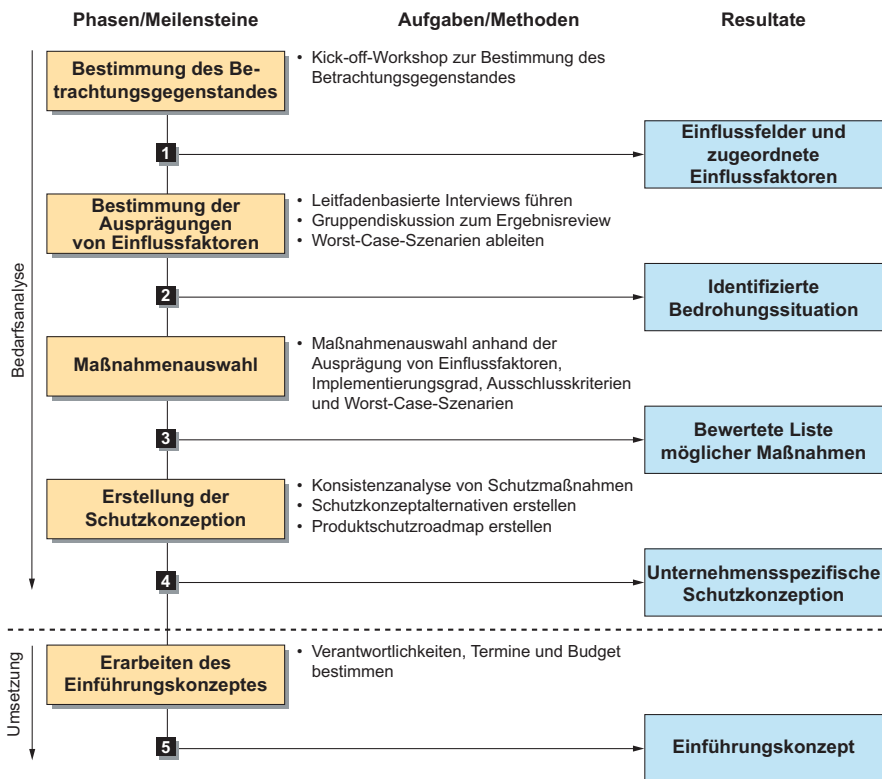 Phasen/Meilensteine
Aufgaben/Methoden
Resultate
Bedarfsanalyse
Bestimmung des Be-
trachtungsgegenstandes
• Kick-off-Workshop zur Bestimmung des
Betrachtungsgegenstandes
1
Einflussfelder und
zugeordnete
Einflussfaktoren
Bestimmung der
Ausprägungen
von Einflussfaktoren
• Leitfadenbasierte Interviews führen
• Gruppendiskussion zum Ergebnisreview
• Worst-Case-Szenarien ableiten
2
Identifizierte
Bedrohungssituation
Maßnahmenauswahl
• Maßnahmenauswahl anhand der
Ausprägung von Einflussfaktoren,
Implementierungsgrad, Ausschlusskriterien
und Worst-Case-Szenarien
3
Bewertete Liste
möglicher Maßnahmen
Erstellung der
Schutzkonzeption
• Konsistenzanalyse von Schutzmaßnahmen
• Schutzkonzeptalternativen erstellen
• Produktschutzroadmap erstellen
4
Unternehmensspezifische
Schutzkonzeption
Umsetzung
Erarbeiten des
Einführungskonzeptes
• Verantwortlichkeiten, Termine und Budget
bestimmen
5
Einführungskonzept